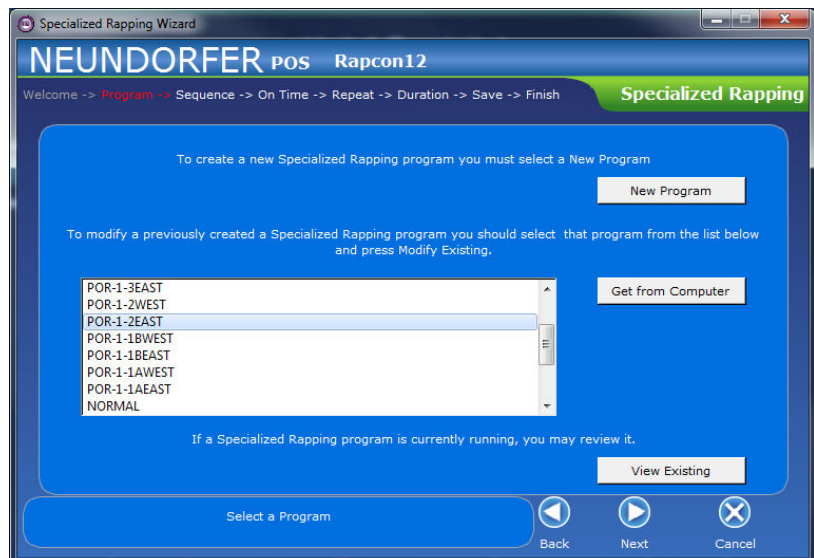 Specialized Rapping Wizard
NEUNDORFER POS Rapcon12
Welcome -> Program -> Sequence -> On Time -> Repeat -> Duration -> Save -> Finish
Specialized Rapping
To create a new Specialized Rapping program you must select a New Program
New Program
To modify a previously created a Specialized Rapping program you should select that program from the list below
and press Modify Existing.
POR-1-3EAST
POR-1-2WEST
POR-1-2EAST
POR-1-1BWEST
POR-1-1BEAST
POR-1-1AWEST
POR-1-1AEAST
NORMAL
Get from Computer
If a Specialized Rapping program is currently running, you may review it.
View Existing
Select a Program
Back
Next
Cancel